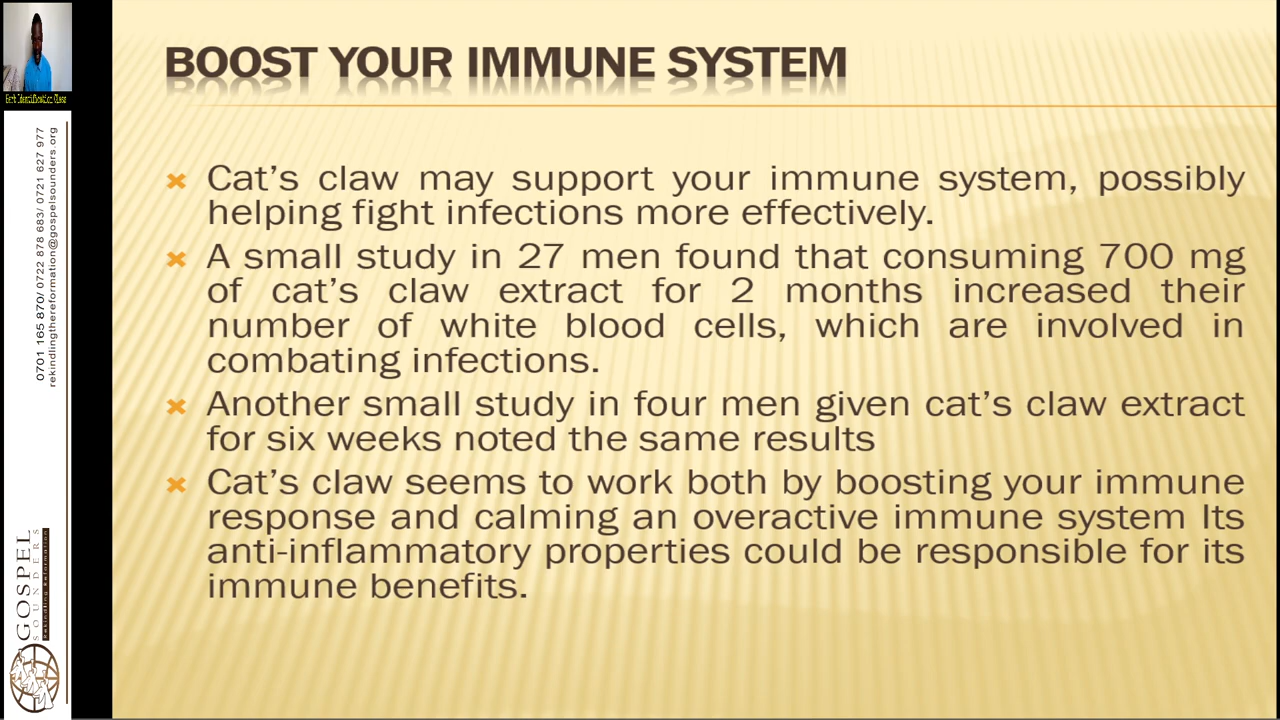 BOOST YOUR IMMUNE SYSTEM
Cat's claw may support your immune system, possibly
helping fight infections more effectively.
A small study in 27 men found that consuming 700 mg
of cat's claw extract for 2 months increased their
number of white blood cells, which are involved in
combating infections.
Another small study in four men given cat's claw extract
for six weeks noted the same results
Cat's claw seems to work both by boosting your immune
response and calming an overactive immune system Its
anti-inflammatory properties could be responsible for its
immune benefits.
Herb Identification Class
0701 165 870/ 0722 878 683/ 0721 627 977
rekindlingthereformation@gospelsounders.org
GOSPEL
SOUNDERS
Rekindling Reformation